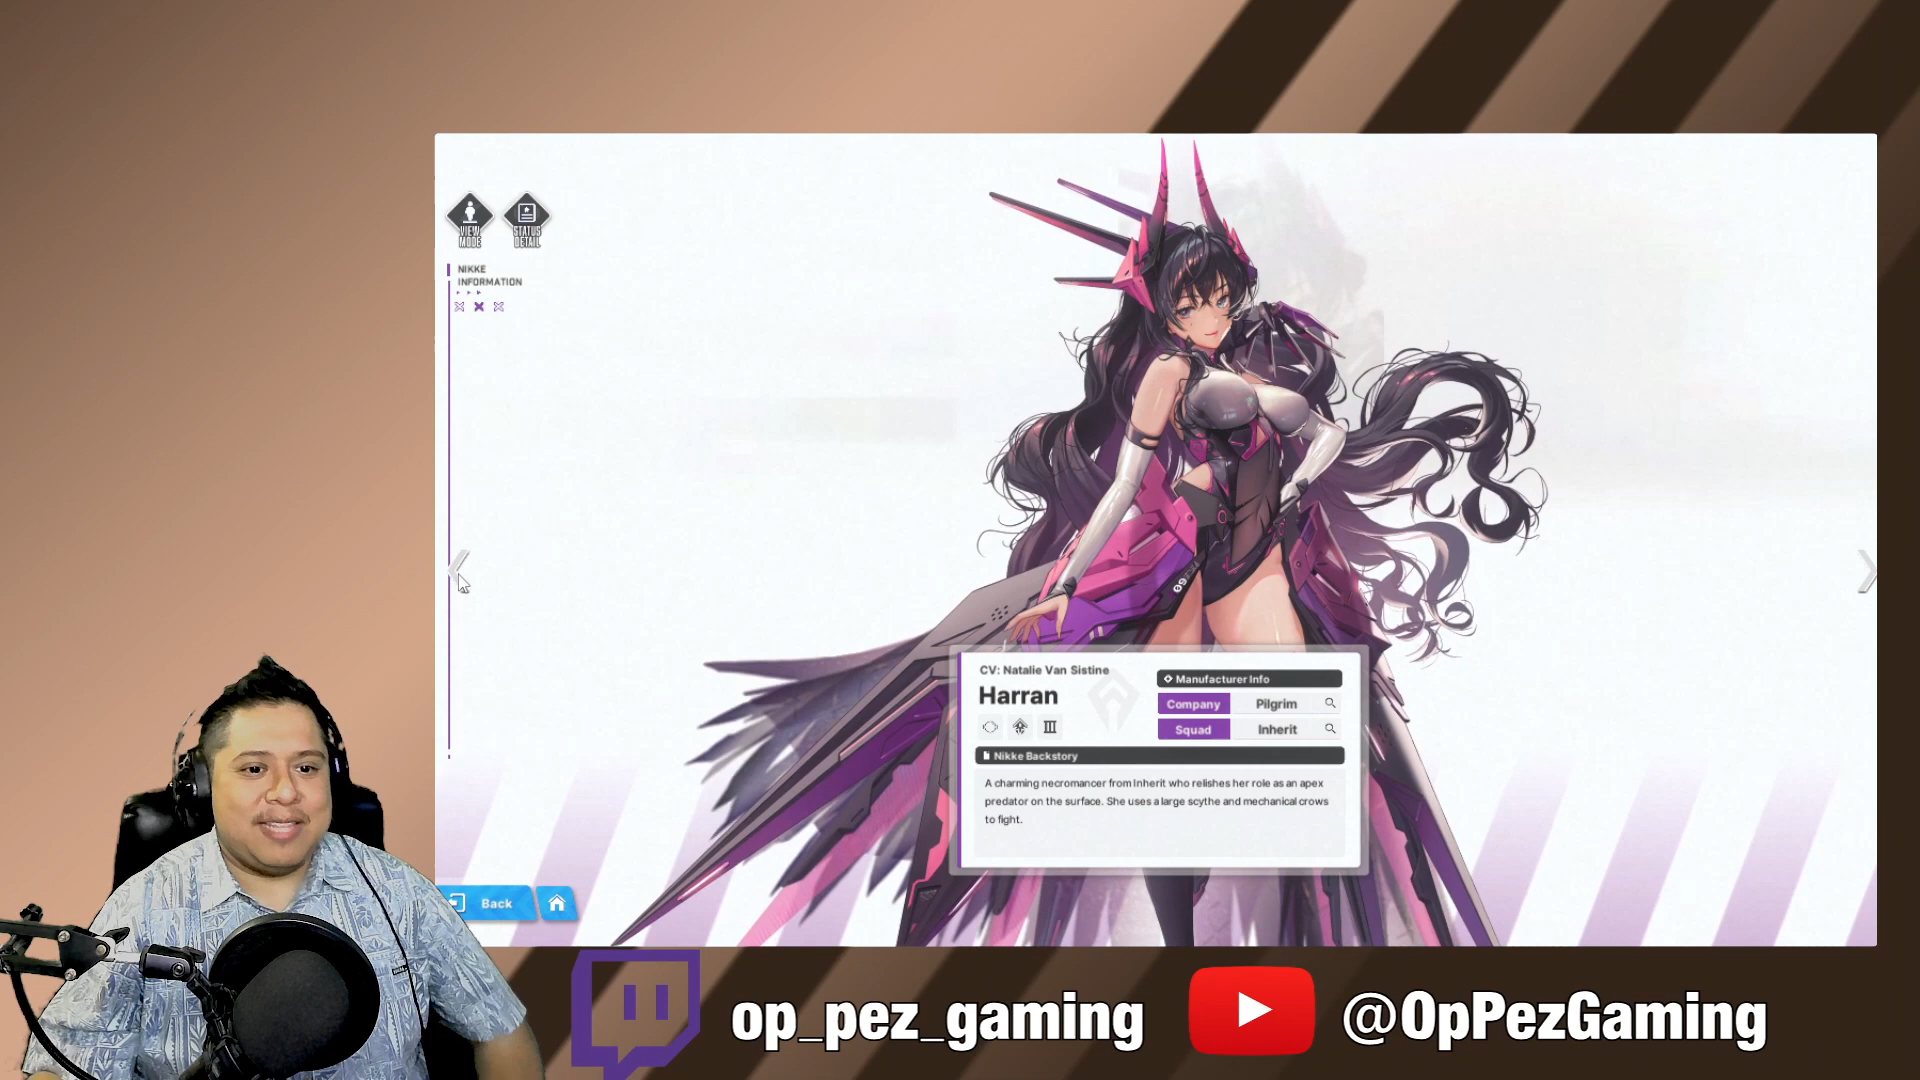 VIEW
MODE
STATUS
DETAIL
NIKKE
INFORMATION
09
CV: Natalie Van Sistine
Harran
Manufacturer Info
Company Pilgrim
Squad Inherit
Nikke Backstory
A charming necromancer from Inherit who relishes her role as an apex
predator on the surface. She uses a large scythe and mechanical crows
to fight.
Back
op_pez_gaming
@OpPezGaming